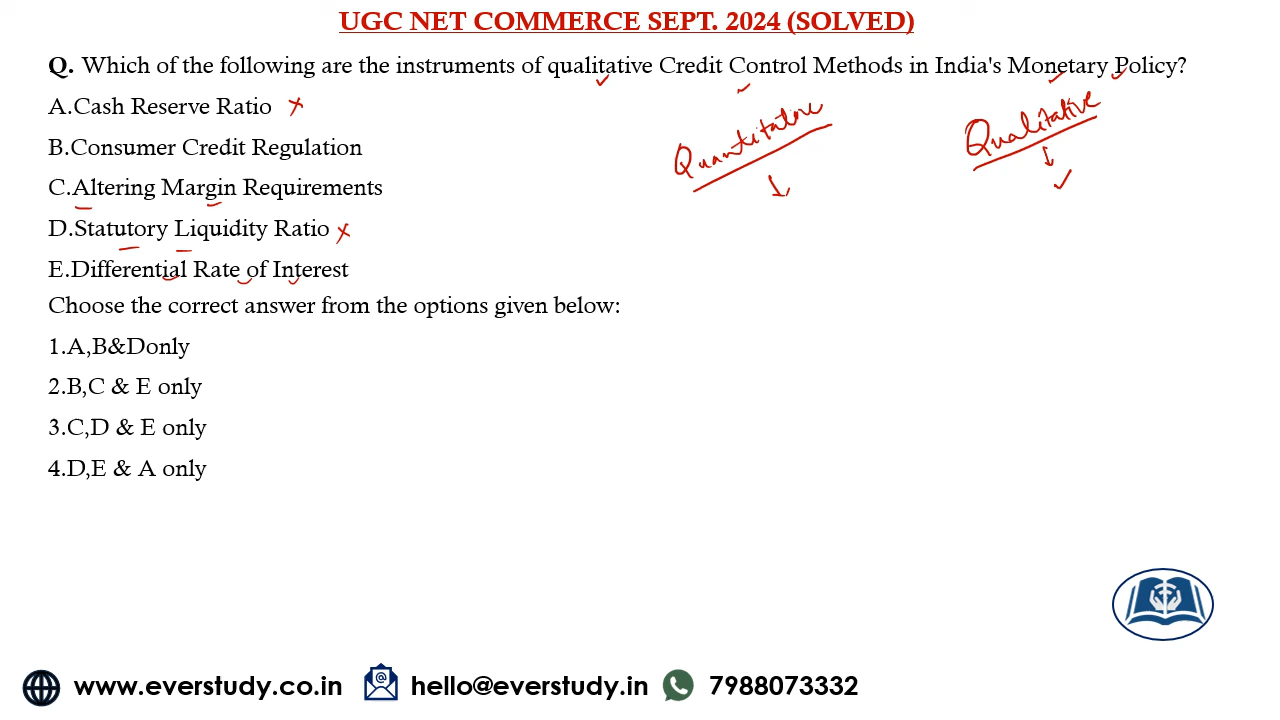 UGC NET COMMERCE SEPT. 2024 (SOLVED)
Q. Which of the following are the instruments of qualitative Credit Control Methods in India's Monetary Policy?
A.Cash Reserve Ratio
B.Consumer Credit Regulation
C.Altering Margin Requirements
D.Statutory Liquidity Ratio
E.Differential Rate of Interest
Quantitative
Qualitative
Choose the correct answer from the options given below:
1.A,B&Donly
2.B,C & E only
3.C,D & E only
4.D,E & A only
www.everstudy.co.in hello@everstudy.in 7988073332